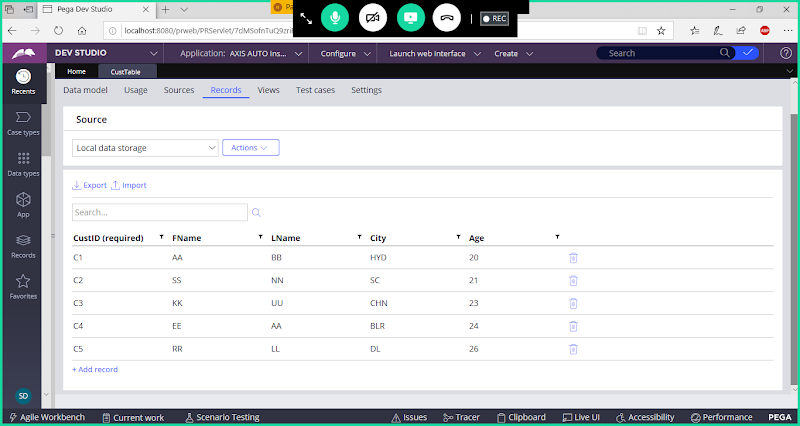 Pega Dev Studio
Pa
REC
localhost:8080/prweb/PRServlet/7dMSofnTuQ9zri
ABP
DEV STUDIO
Application: AXIS AUTO Ins...
Configure
Launch web interface
Create
Search
Recents
Home
CustTable
Data model
Usage
Sources
Records
Views
Test cases
Settings
Source
Case types
Local data storage
Actions
Data types
Export
Import
App
Search...
CustID (required)
FName
LName
City
Age
Records
C1 AA BB HYD 20
C2 SS NN SC 21
Favorites
C3 KK UU CHN 23
C4 EE AA BLR 24
C5 RR LL DL 26
+ Add record
SD
Agile Workbench
Current work
Scenario Testing
Issues
Tracer
Clipboard
Live UI
Accessibility
Performance
PEGA